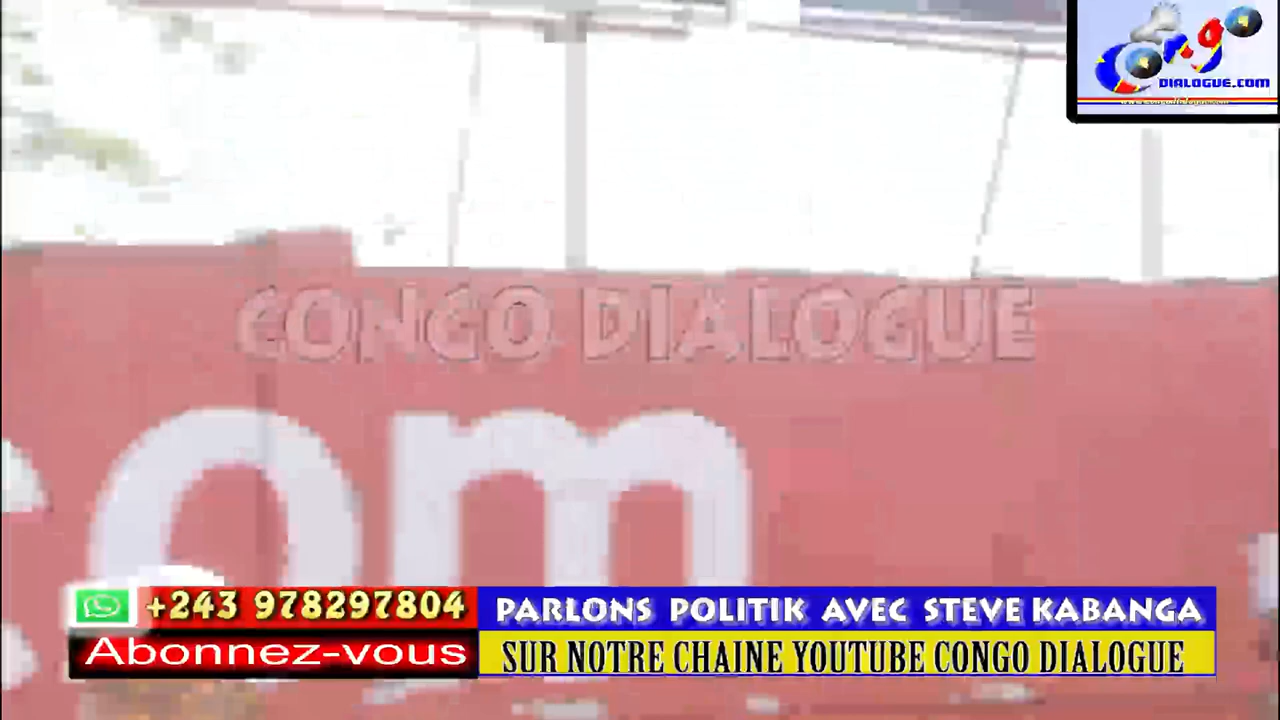 Congo
DIALOGUE.COM
CONGO DIALOGUE
com
+243 978297804
PARLONS POLITIK AVEC STEVE KABANGA
Abonnez-vous
SUR NOTRE CHAINE YOUTUBE CONGO DIALOGUE